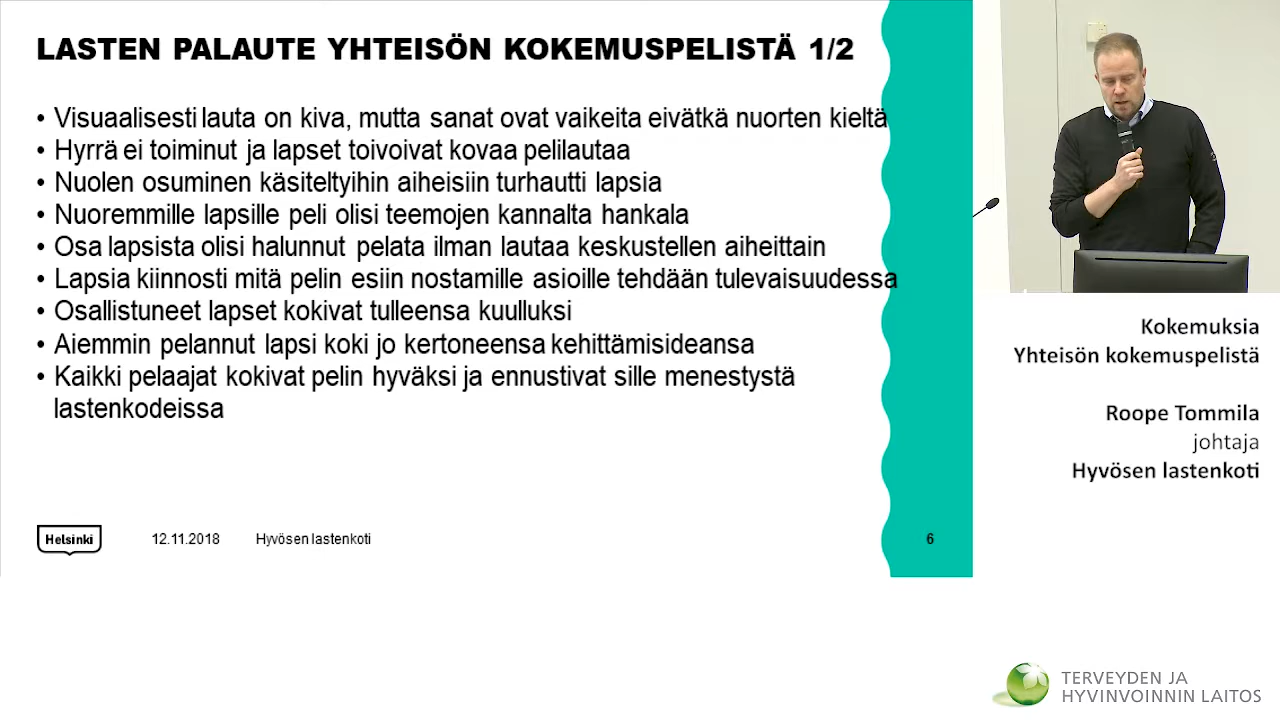 LASTEN PALAUTE YHTEISÖN KOKEMUSPELISTÄ 1/2
• Visuaalisesti lauta on kiva, mutta sanat ovat vaikeita eivätkä nuorten kieltä
• Hyrrä ei toiminut ja lapset toivoivat kovaa pelilautaa
• Nuolen osuminen käsiteltyihin aiheisiin turhautti lapsia
• Nuoremmille lapsille peli olisi teemojen kannalta hankala
• Osa lapsista olisi halunnut pelata ilman lautaa keskustellen aiheittain
• Lapsia kiinnosti mitä pelin esiin nostamille asioille tehdään tulevaisuudessa
• Osallistuneet lapset kokivat tulleensa kuulluksi
• Aiemmin pelannut lapsi koki jo kertoneensa kehittämisideansa
• Kaikki pelaajat kokivat pelin hyväksi ja ennustivat sille menestystä
lastenkodeissa
Helsinki
12.11.2018
Hyvösen lastenkoti
6
Kokemuksia
Yhteisön kokemuspelistä
Roope Tommila
johtaja
Hyvösen lastenkoti
TERVEYDEN JA
HYVINVOINNIN LAITOS